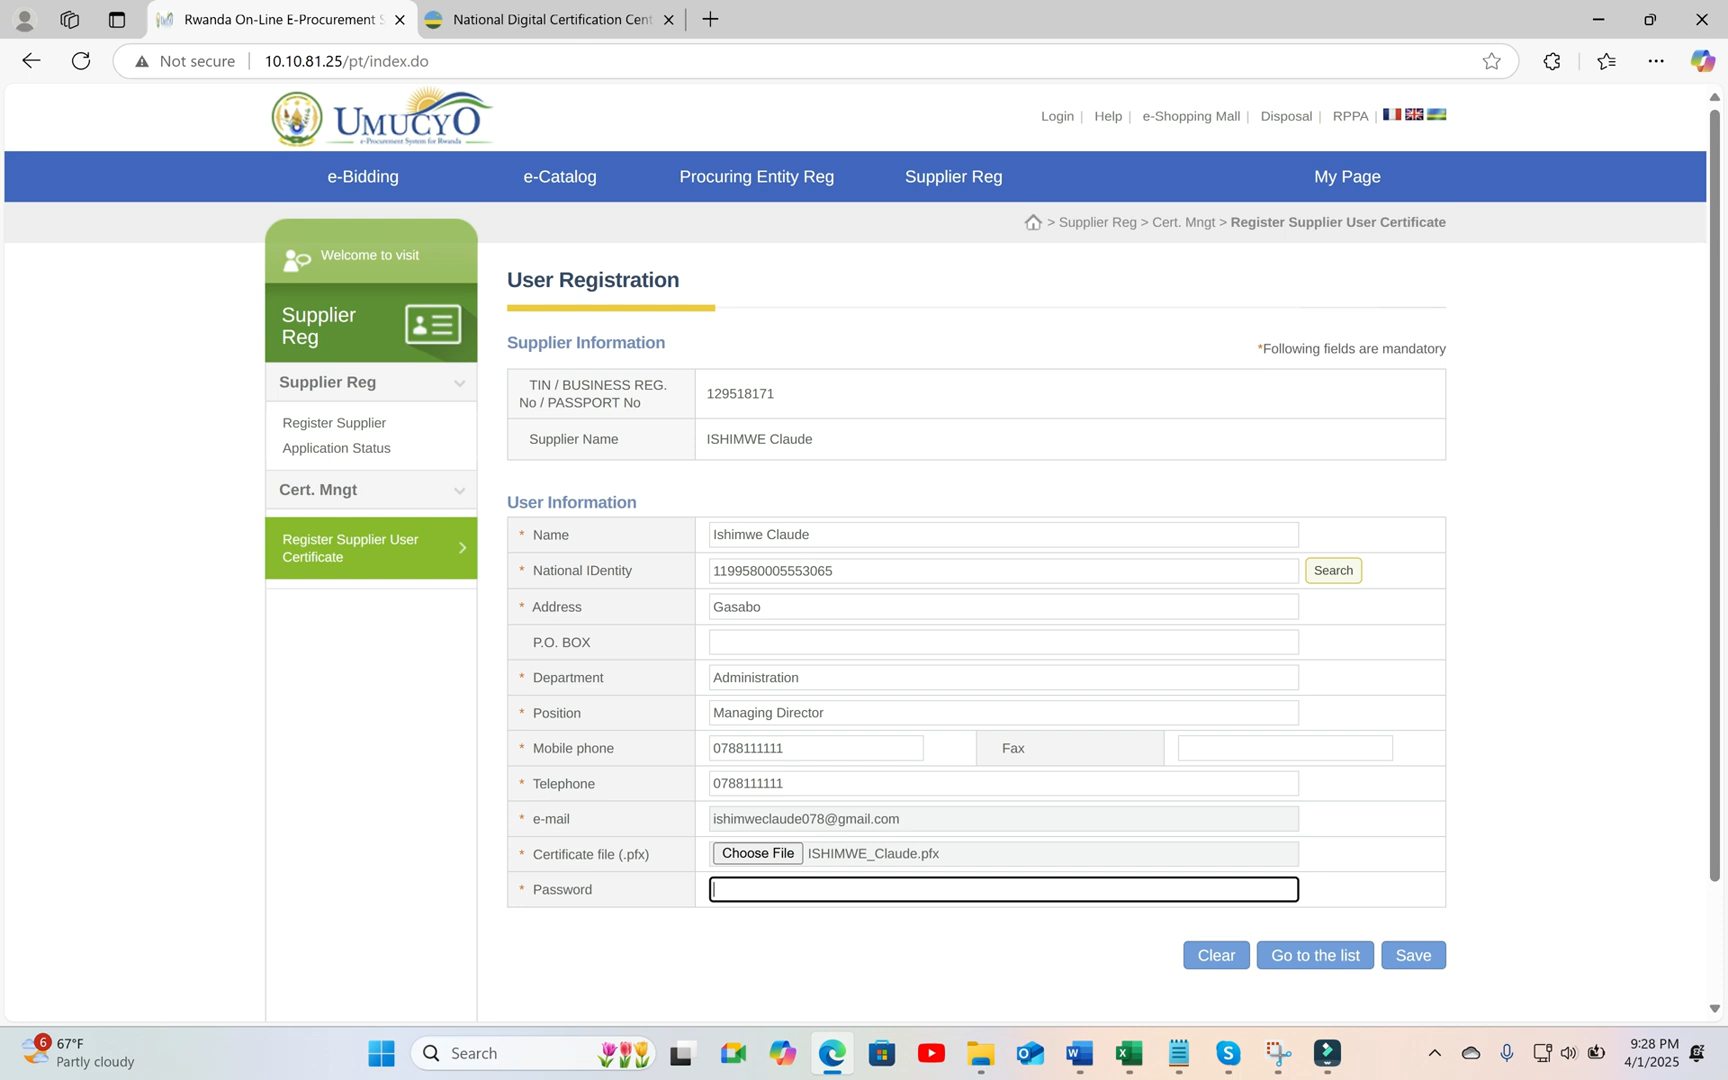 Rwanda On-Line E-Procurement S
National Digital Certification Cent
Not secure
10.10.81.25/pt/index.do
UMUCYO
e-Procurement System for Rwanda
Login | Help | e-Shopping Mall | Disposal | RPPA |
e-Bidding
e-Catalog
Procuring Entity Reg
Supplier Reg
My Page
> Supplier Reg > Cert. Mngt > Register Supplier User Certificate
Welcome to visit
Supplier
Reg
Supplier Reg
Register Supplier
Application Status
Cert. Mngt
Register Supplier User
Certificate
User Registration
Supplier Information
*Following fields are mandatory
TIN / BUSINESS REG.
No / PASSPORT No
129518171
Supplier Name
ISHIMWE Claude
User Information
* Name
Ishimwe Claude
* National IDentity
1199580005553065
Search
* Address
Gasabo
P.O. BOX
* Department
Administration
* Position
Managing Director
* Mobile phone
0788111111
Fax
* Telephone
0788111111
* e-mail
ishimweclaude078@gmail.com
* Certificate file (.pfx)
Choose File
ISHIMWE_Claude.pfx
* Password
Clear
Go to the list
Save
6
67°F
Partly cloudy
Search
9:28 PM
4/1/2025